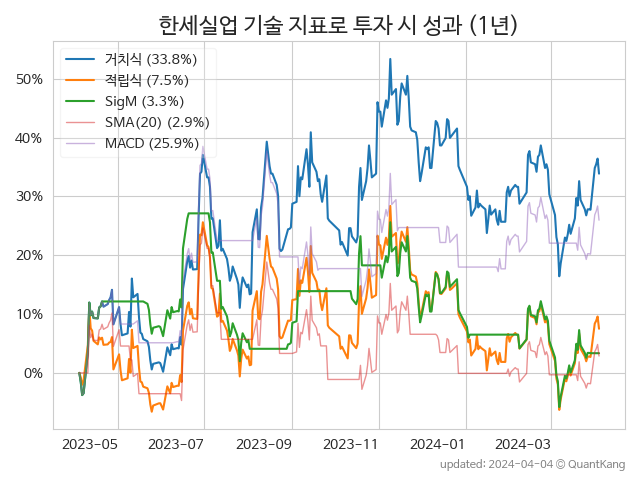 한세실업 기술 지표로 투자 시 성과 (1년)
거치식 (33.8%)
적립식 (7.5%)
SigM (3.3%)
SMA(20) (2.9%)
MACD (25.9%)
50%
40%
30%
20%
10%
0%
2023-05 2023-07 2023-09 2023-11 2024-01 2024-03
updated: 2024-04-04 © QuantKang